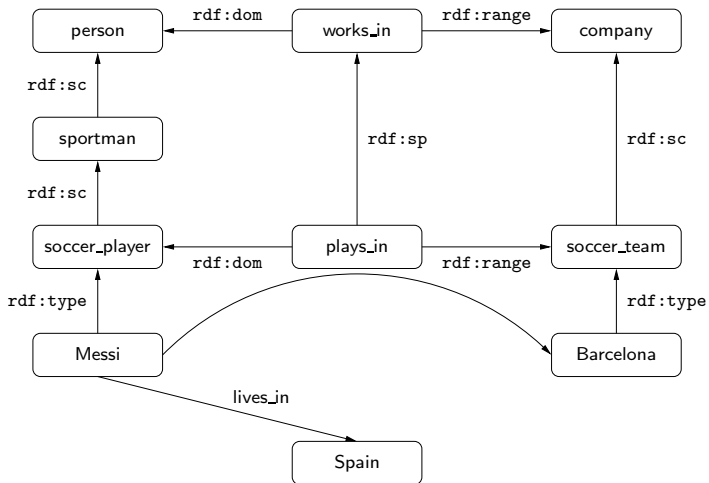 person
rdf:dom
works_in
rdf:range
company
rdf:sc
sportman
rdf:sp
rdf:sc
rdf:sc
soccer_player
rdf:dom
plays_in
rdf:range
soccer_team
rdf:type
rdf:type
Messi
Barcelona
lives_in
Spain